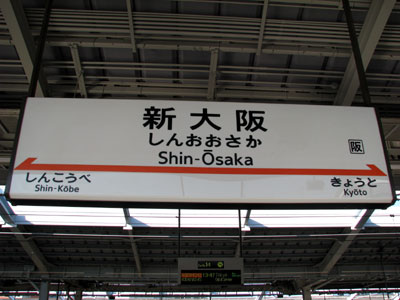 新大阪
しんおおさか
Shin-Ōsaka
阪
しんこうべ
Shin-Kōbe
きょうと
Kyōto